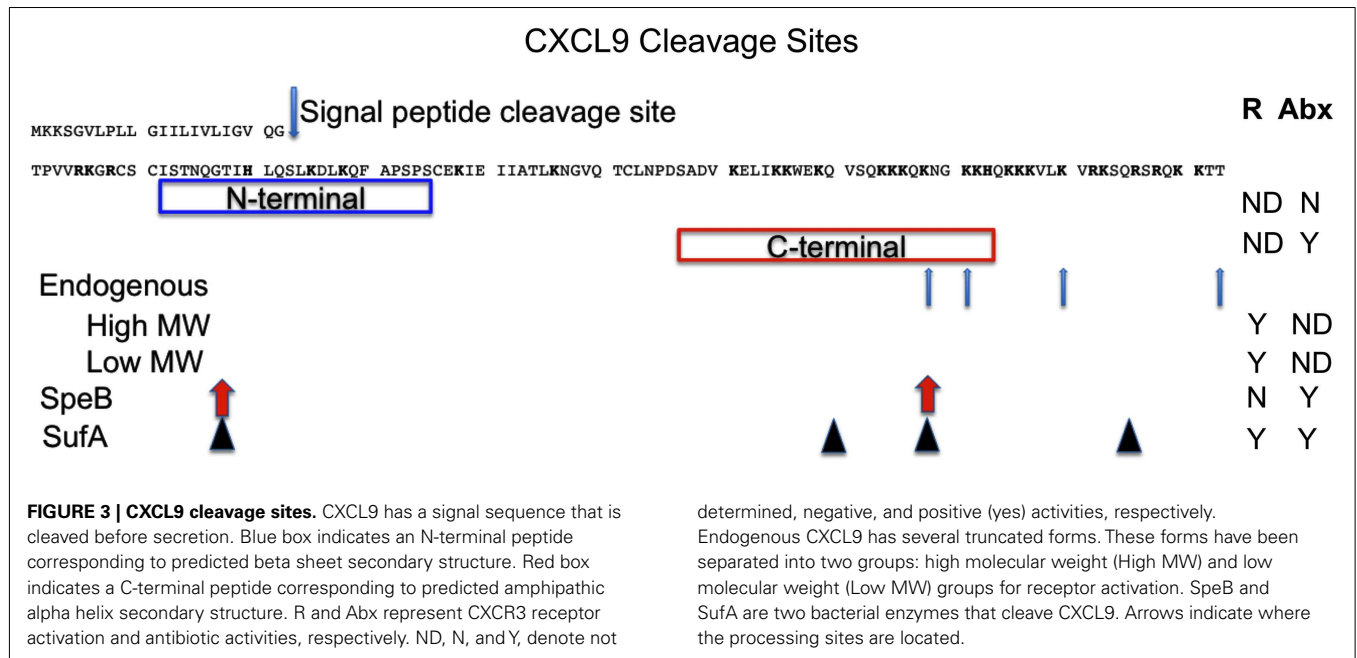 CXCL9 Cleavage Sites
Signal peptide cleavage site
R Abx
MKKSGVLPLL GIILIVLIGV QG
TPVVRKGRCS CISTNQGTIH LQSLKDLKQF APSPSCEKIE IIATLKNGVQ TCLNPDSADV KELIKKWEKQ VSQKKKQKNG KKHQKKKVLK VRKSQRSRQK KTT
N-terminal
ND N
C-terminal
ND Y
Endogenous
High MW
Y ND
Low MW
Y ND
SpeB
N Y
SufA
Y Y
FIGURE 3 | CXCL9 cleavage sites. CXCL9 has a signal sequence that is
cleaved before secretion. Blue box indicates an N-terminal peptide
corresponding to predicted beta sheet secondary structure. Red box
indicates a C-terminal peptide corresponding to predicted amphipathic
alpha helix secondary structure. R and Abx represent CXCR3 receptor
activation and antibiotic activities, respectively. ND, N, and Y, denote not
determined, negative, and positive (yes) activities, respectively.
Endogenous CXCL9 has several truncated forms. These forms have been
separated into two groups: high molecular weight (High MW) and low
molecular weight (Low MW) groups for receptor activation. SpeB and
SufA are two bacterial enzymes that cleave CXCL9. Arrows indicate where
the processing sites are located.